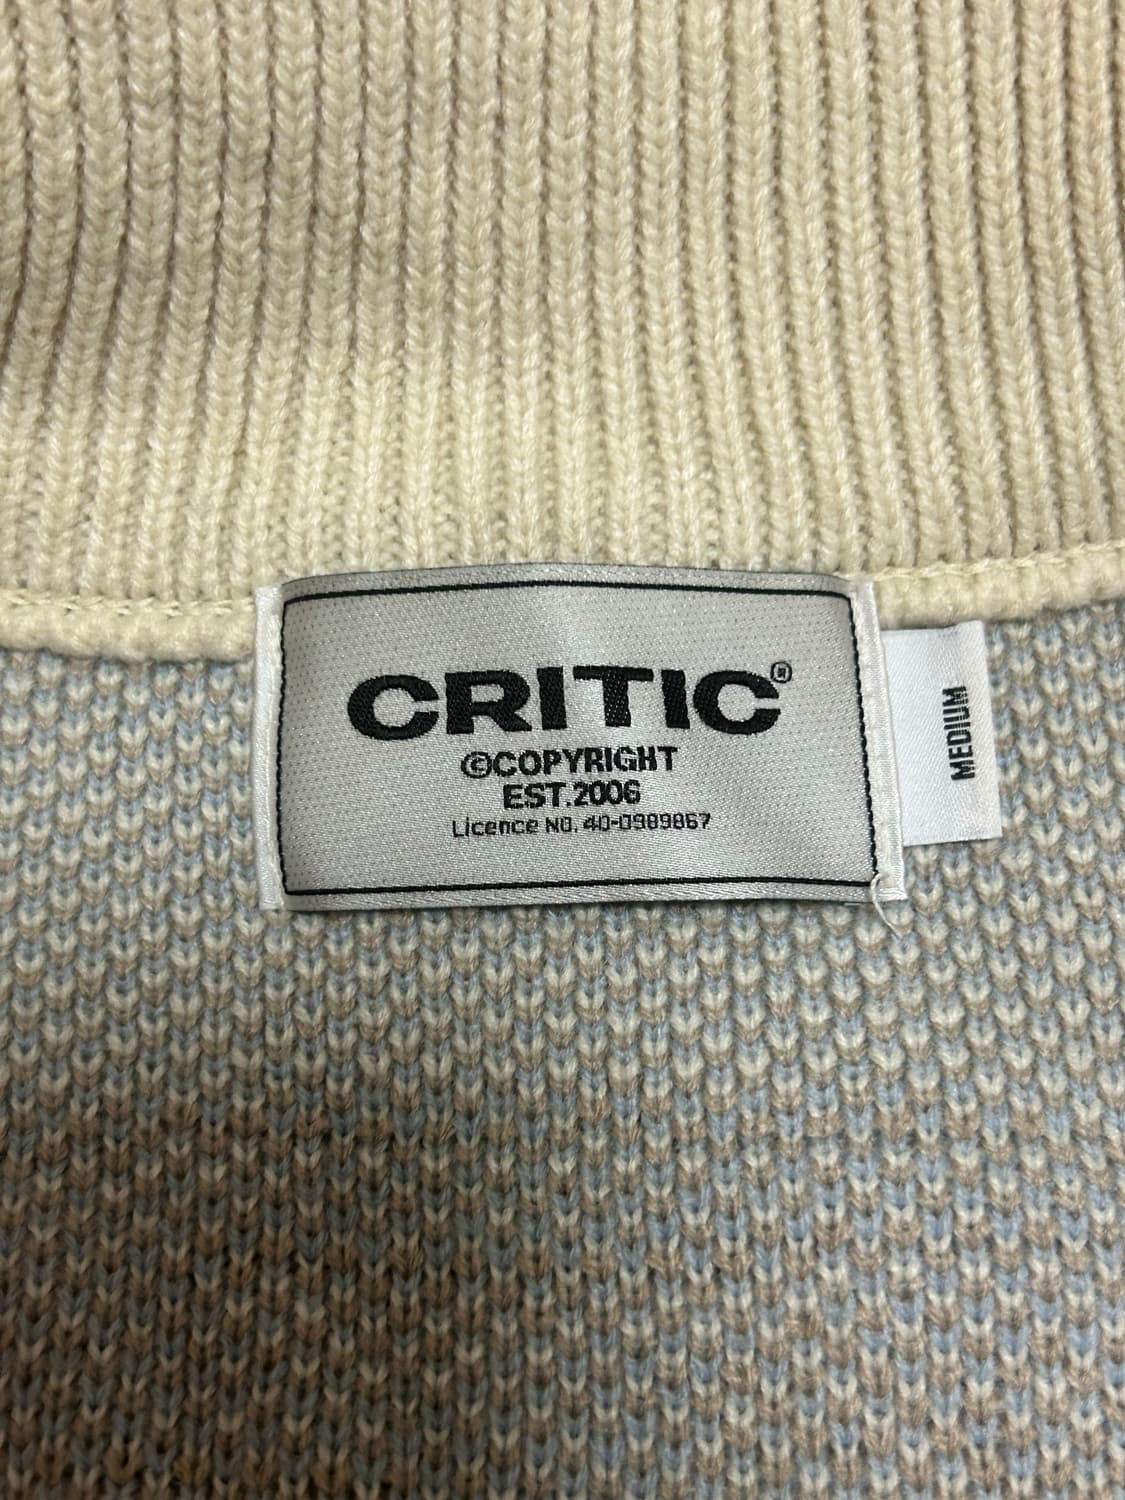 CRITIC®
©COPYRIGHT
EST.2006
Licence NO. 40-0989867
MEDIUM